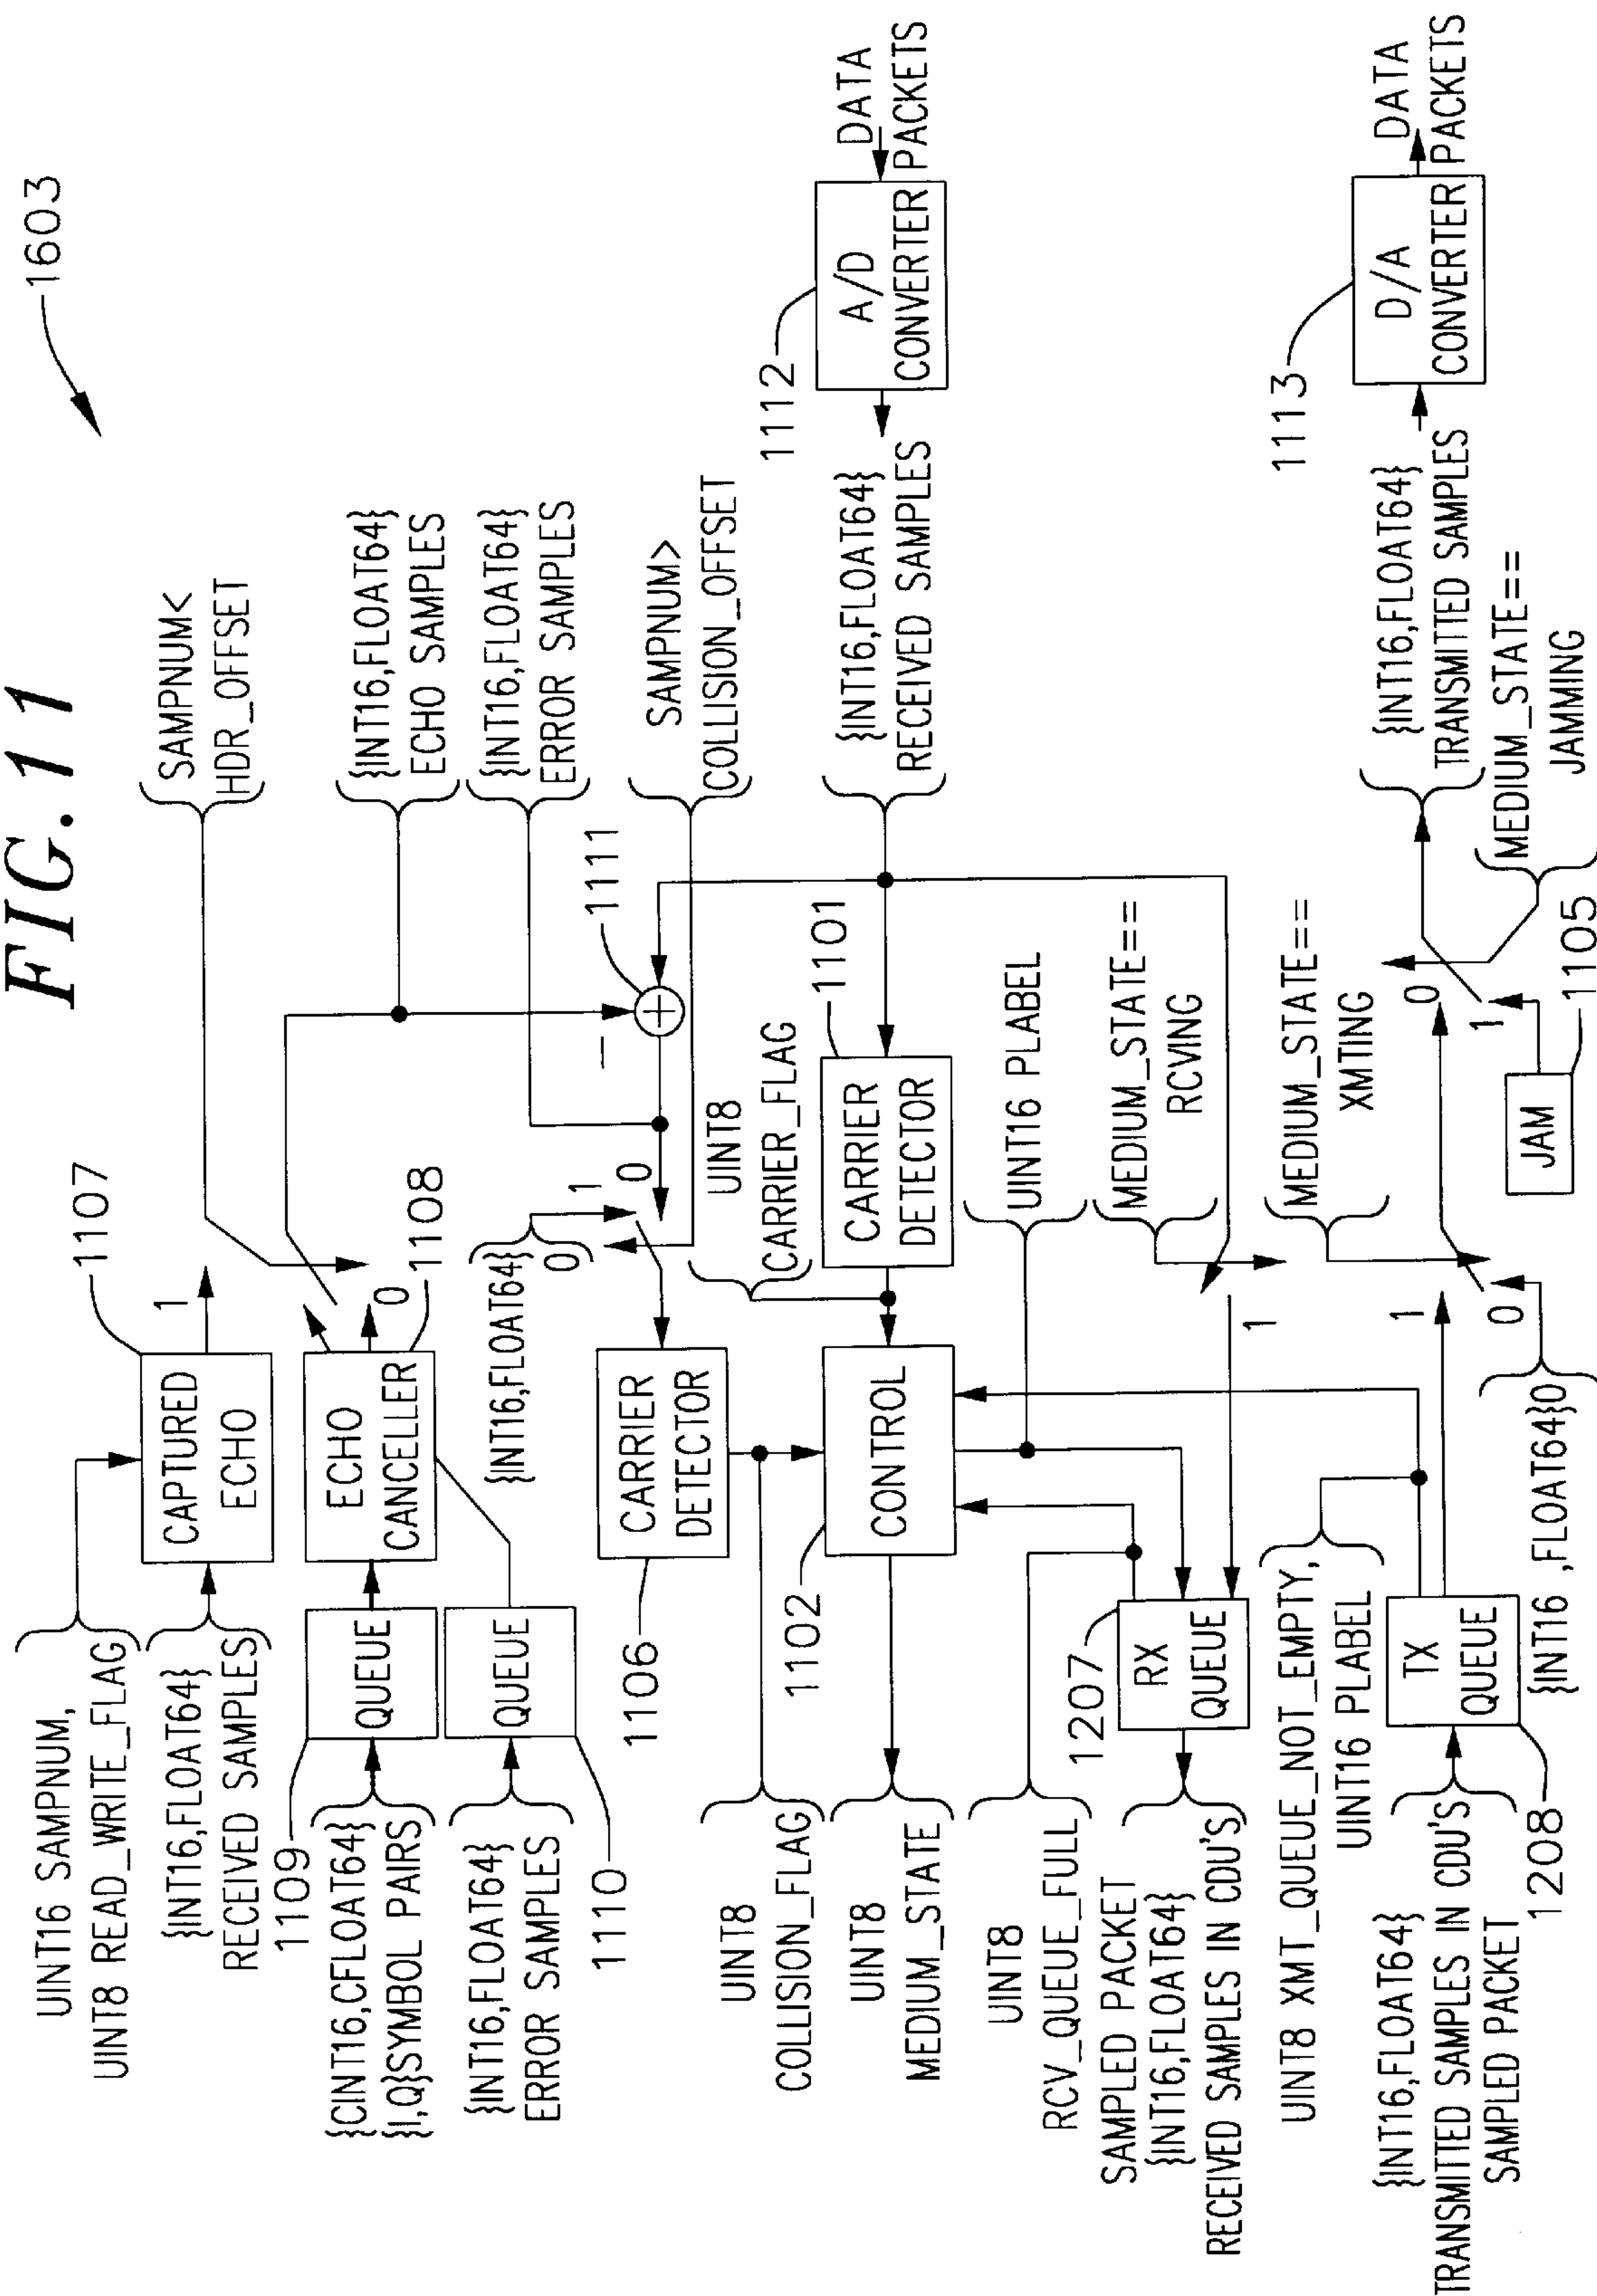 FIG.11
1603
UINT16 SAMPNUM,
UINT8 READ_WRITE_FLAG
{INT16,FLOAT64}
RECEIVED SAMPLES
1107
CAPTURED
ECHO
1
SAMPNUM<
HDR_OFFSET
1109
{CINT16,CFLOAT64}
{I,Q}SYMBOL PAIRS
QUEUE
ECHO
CANCELLER
0
1108
{INT16,FLOAT64}
ECHO SAMPLES
{INT16,FLOAT64}
ERROR SAMPLES
1110
QUEUE
{INT16,FLOAT64}
ERROR SAMPLES
{INT16,FLOAT64}
0
1
0
−
+
1111
SAMPNUM>
COLLISION_OFFSET
1106
CARRIER
DETECTOR
UINT8
CARRIER_FLAG
UINT8
COLLISION_FLAG
1102
CONTROL
CARRIER
DETECTOR
1101
{INT16,FLOAT64}
RECEIVED SAMPLES
1112
A/D
CONVERTER
DATA
PACKETS
UINT8
MEDIUM_STATE
UINT16 PLABEL
UINT8
RCV_QUEUE_FULL
MEDIUM_STATE==
RCVING
SAMPLED PACKET
{INT16,FLOAT64}
RECEIVED SAMPLES IN CDU'S
1207
RX
QUEUE
1
UINT8 XMT_QUEUE_NOT_EMPTY,
UINT16 PLABEL
MEDIUM_STATE==
XMTING
{INT16,FLOAT64}
TRANSMITTED SAMPLES IN CDU'S
SAMPLED PACKET
1208
TX
QUEUE
1
0
{INT16 ,FLOAT64}0
0
1
JAM
1105
{INT16,FLOAT64}
TRANSMITTED SAMPLES
MEDIUM_STATE==
JAMMING
1113
D/A
CONVERTER
DATA
PACKETS